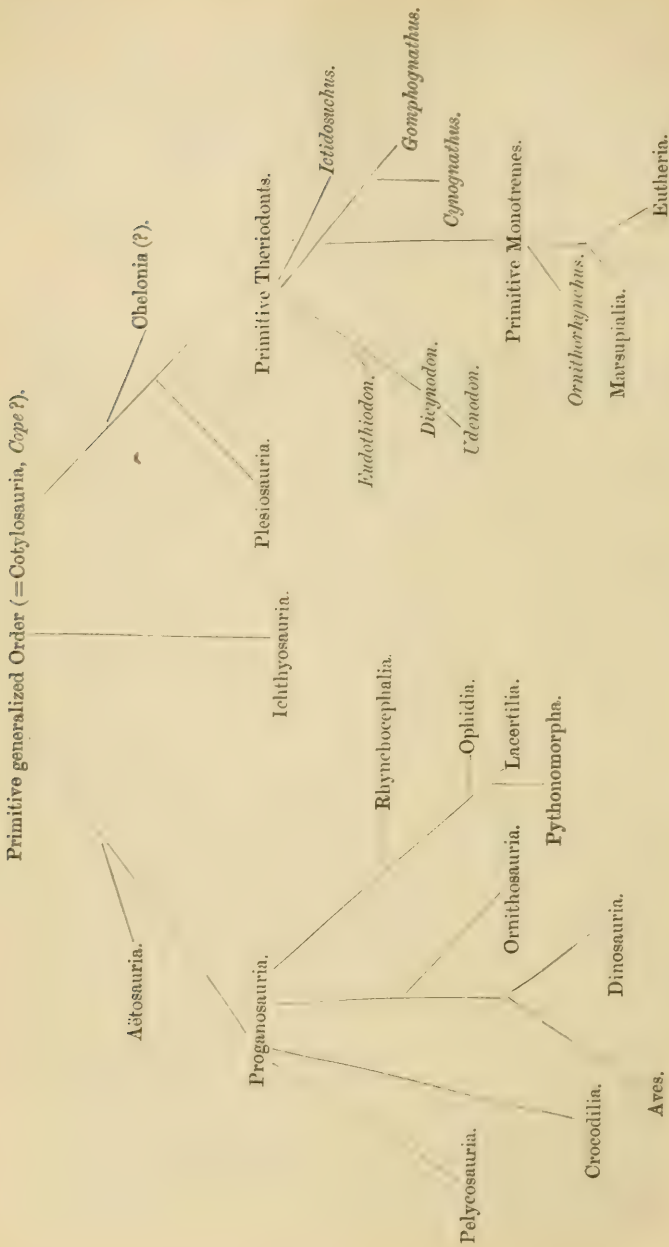 Primitive generalized Order (=Cotylosauria, Cope ?).
Aëtosauria.
Chelonia (?).
Proganosauria.
Ichthyosauria.
Plesiosauria.
Primitive Theriodonts.
Ictidosuchus.
Gomphognathus.
Cynognathus.
Rhynchocephalia.
Endothiodon.
Dicynodon.
Udenodon.
Primitive Monotremes.
Pelycosauria.
Ornithosauria.
Ophidia.
Lacertilia.
Pythonomorpha.
Ornithorhynchus.
Marsupialia.
Eutheria.
Crocodilia.
Dinosauria.
Aves.